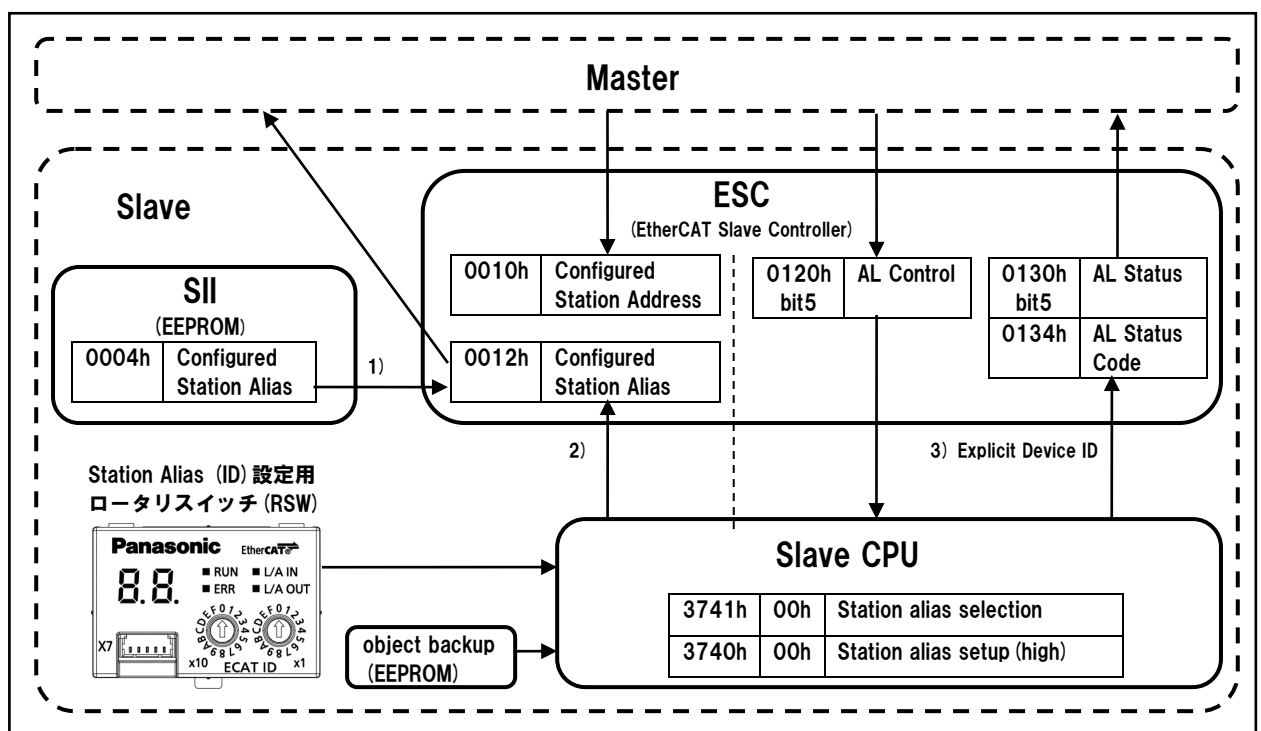 Master
Slave
ESC
(EtherCAT Slave Controller)
0010h Configured
Station Address
0120h AL Control
bit5
0130h AL Status
bit5
0134h AL Status
Code
SII
(EEPROM)
0004h Configured
Station Alias
1)
0012h Configured
Station Alias
2)
3) Explicit Device ID
Station Alias (ID)設定用
ロータリスイッチ(RSW)
Panasonic EtherCAT
8.8.
RUN L/A IN
ERR L/A OUT
0123456789ABCDEF 0123456789ABCDEF
X7
x10 ECAT ID x1
object backup
(EEPROM)
Slave CPU
3741h 00h Station alias selection
3740h 00h Station alias setup (high)